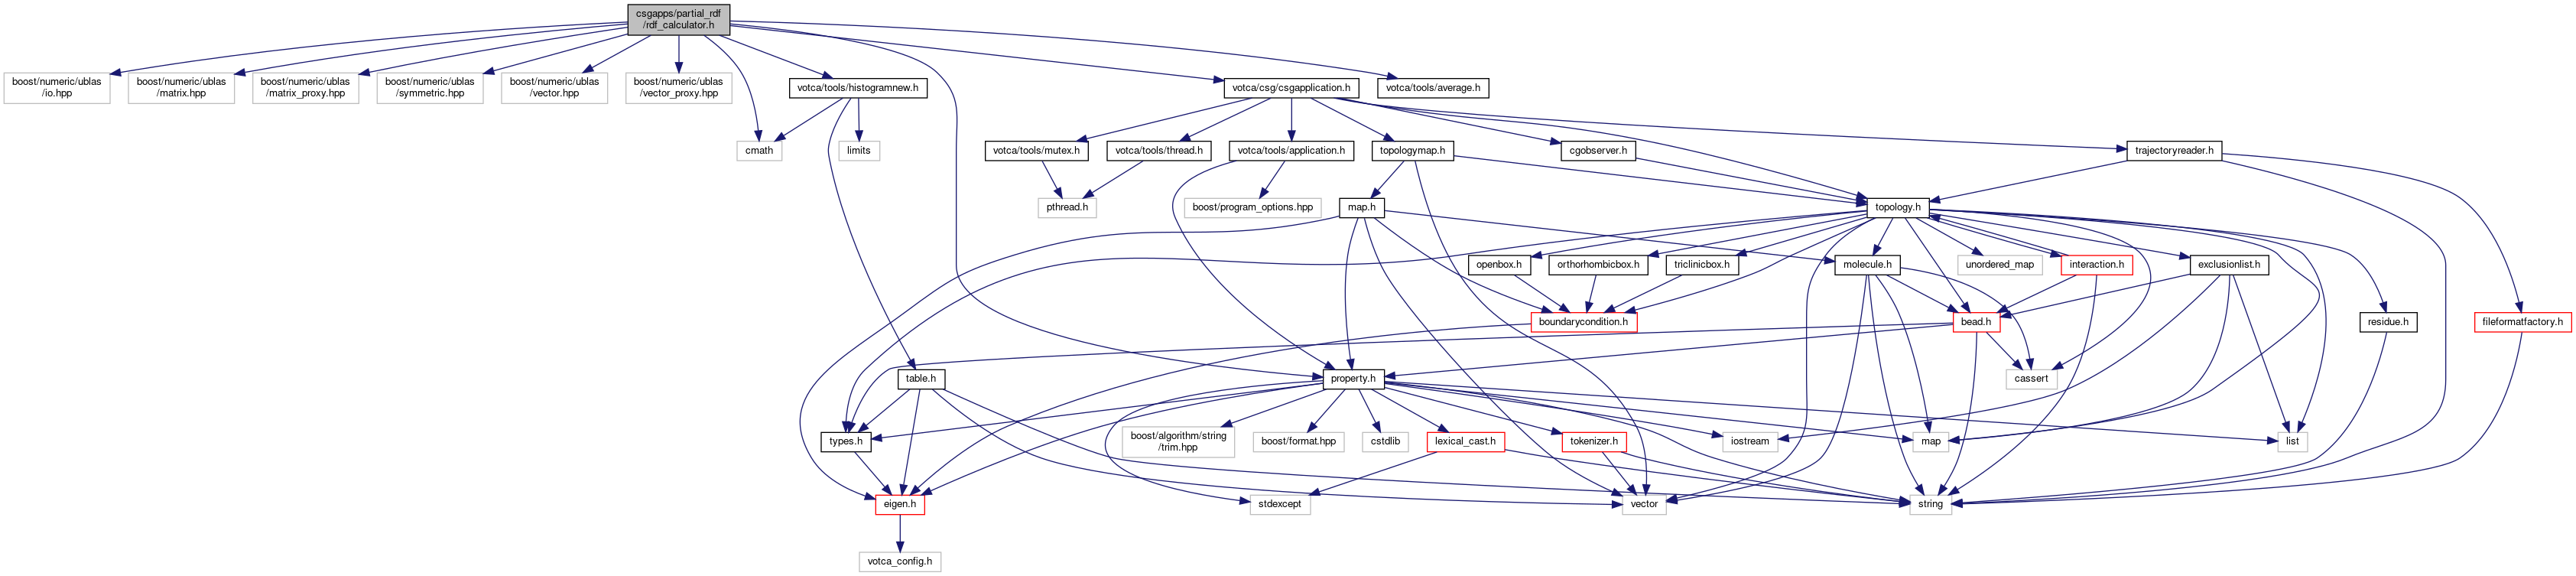 csgapps/partial_rdf
/rdf_calculator.h
boost/numeric/ublas
/io.hpp
boost/numeric/ublas
/matrix.hpp
boost/numeric/ublas
/matrix_proxy.hpp
boost/numeric/ublas
/symmetric.hpp
boost/numeric/ublas
/vector.hpp
boost/numeric/ublas
/vector_proxy.hpp
votca/tools/histogramnew.h
votca/csg/csgapplication.h
votca/tools/average.h
cmath
limits
votca/tools/mutex.h
votca/tools/thread.h
votca/tools/application.h
topologymap.h
cgobserver.h
trajectoryreader.h
pthread.h
boost/program_options.hpp
map.h
topology.h
openbox.h
orthorhombicbox.h
triclinicbox.h
molecule.h
unordered_map
interaction.h
exclusionlist.h
boundarycondition.h
bead.h
residue.h
fileformatfactory.h
table.h
property.h
cassert
types.h
boost/algorithm/string
/trim.hpp
boost/format.hpp
cstdlib
lexical_cast.h
tokenizer.h
iostream
map
list
eigen.h
stdexcept
vector
string
votca_config.h